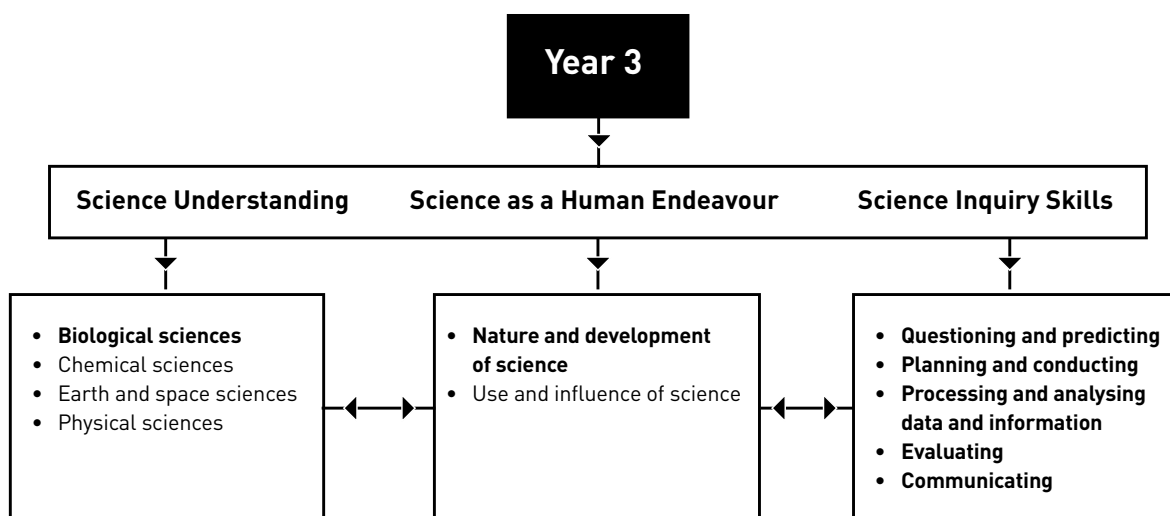 Year 3
Science Understanding
Science as a Human Endeavour
Science Inquiry Skills
• Biological sciences
• Chemical sciences
• Earth and space sciences
• Physical sciences
• Nature and development
of science
• Use and influence of science
• Questioning and predicting
• Planning and conducting
• Processing and analysing
data and information
• Evaluating
• Communicating